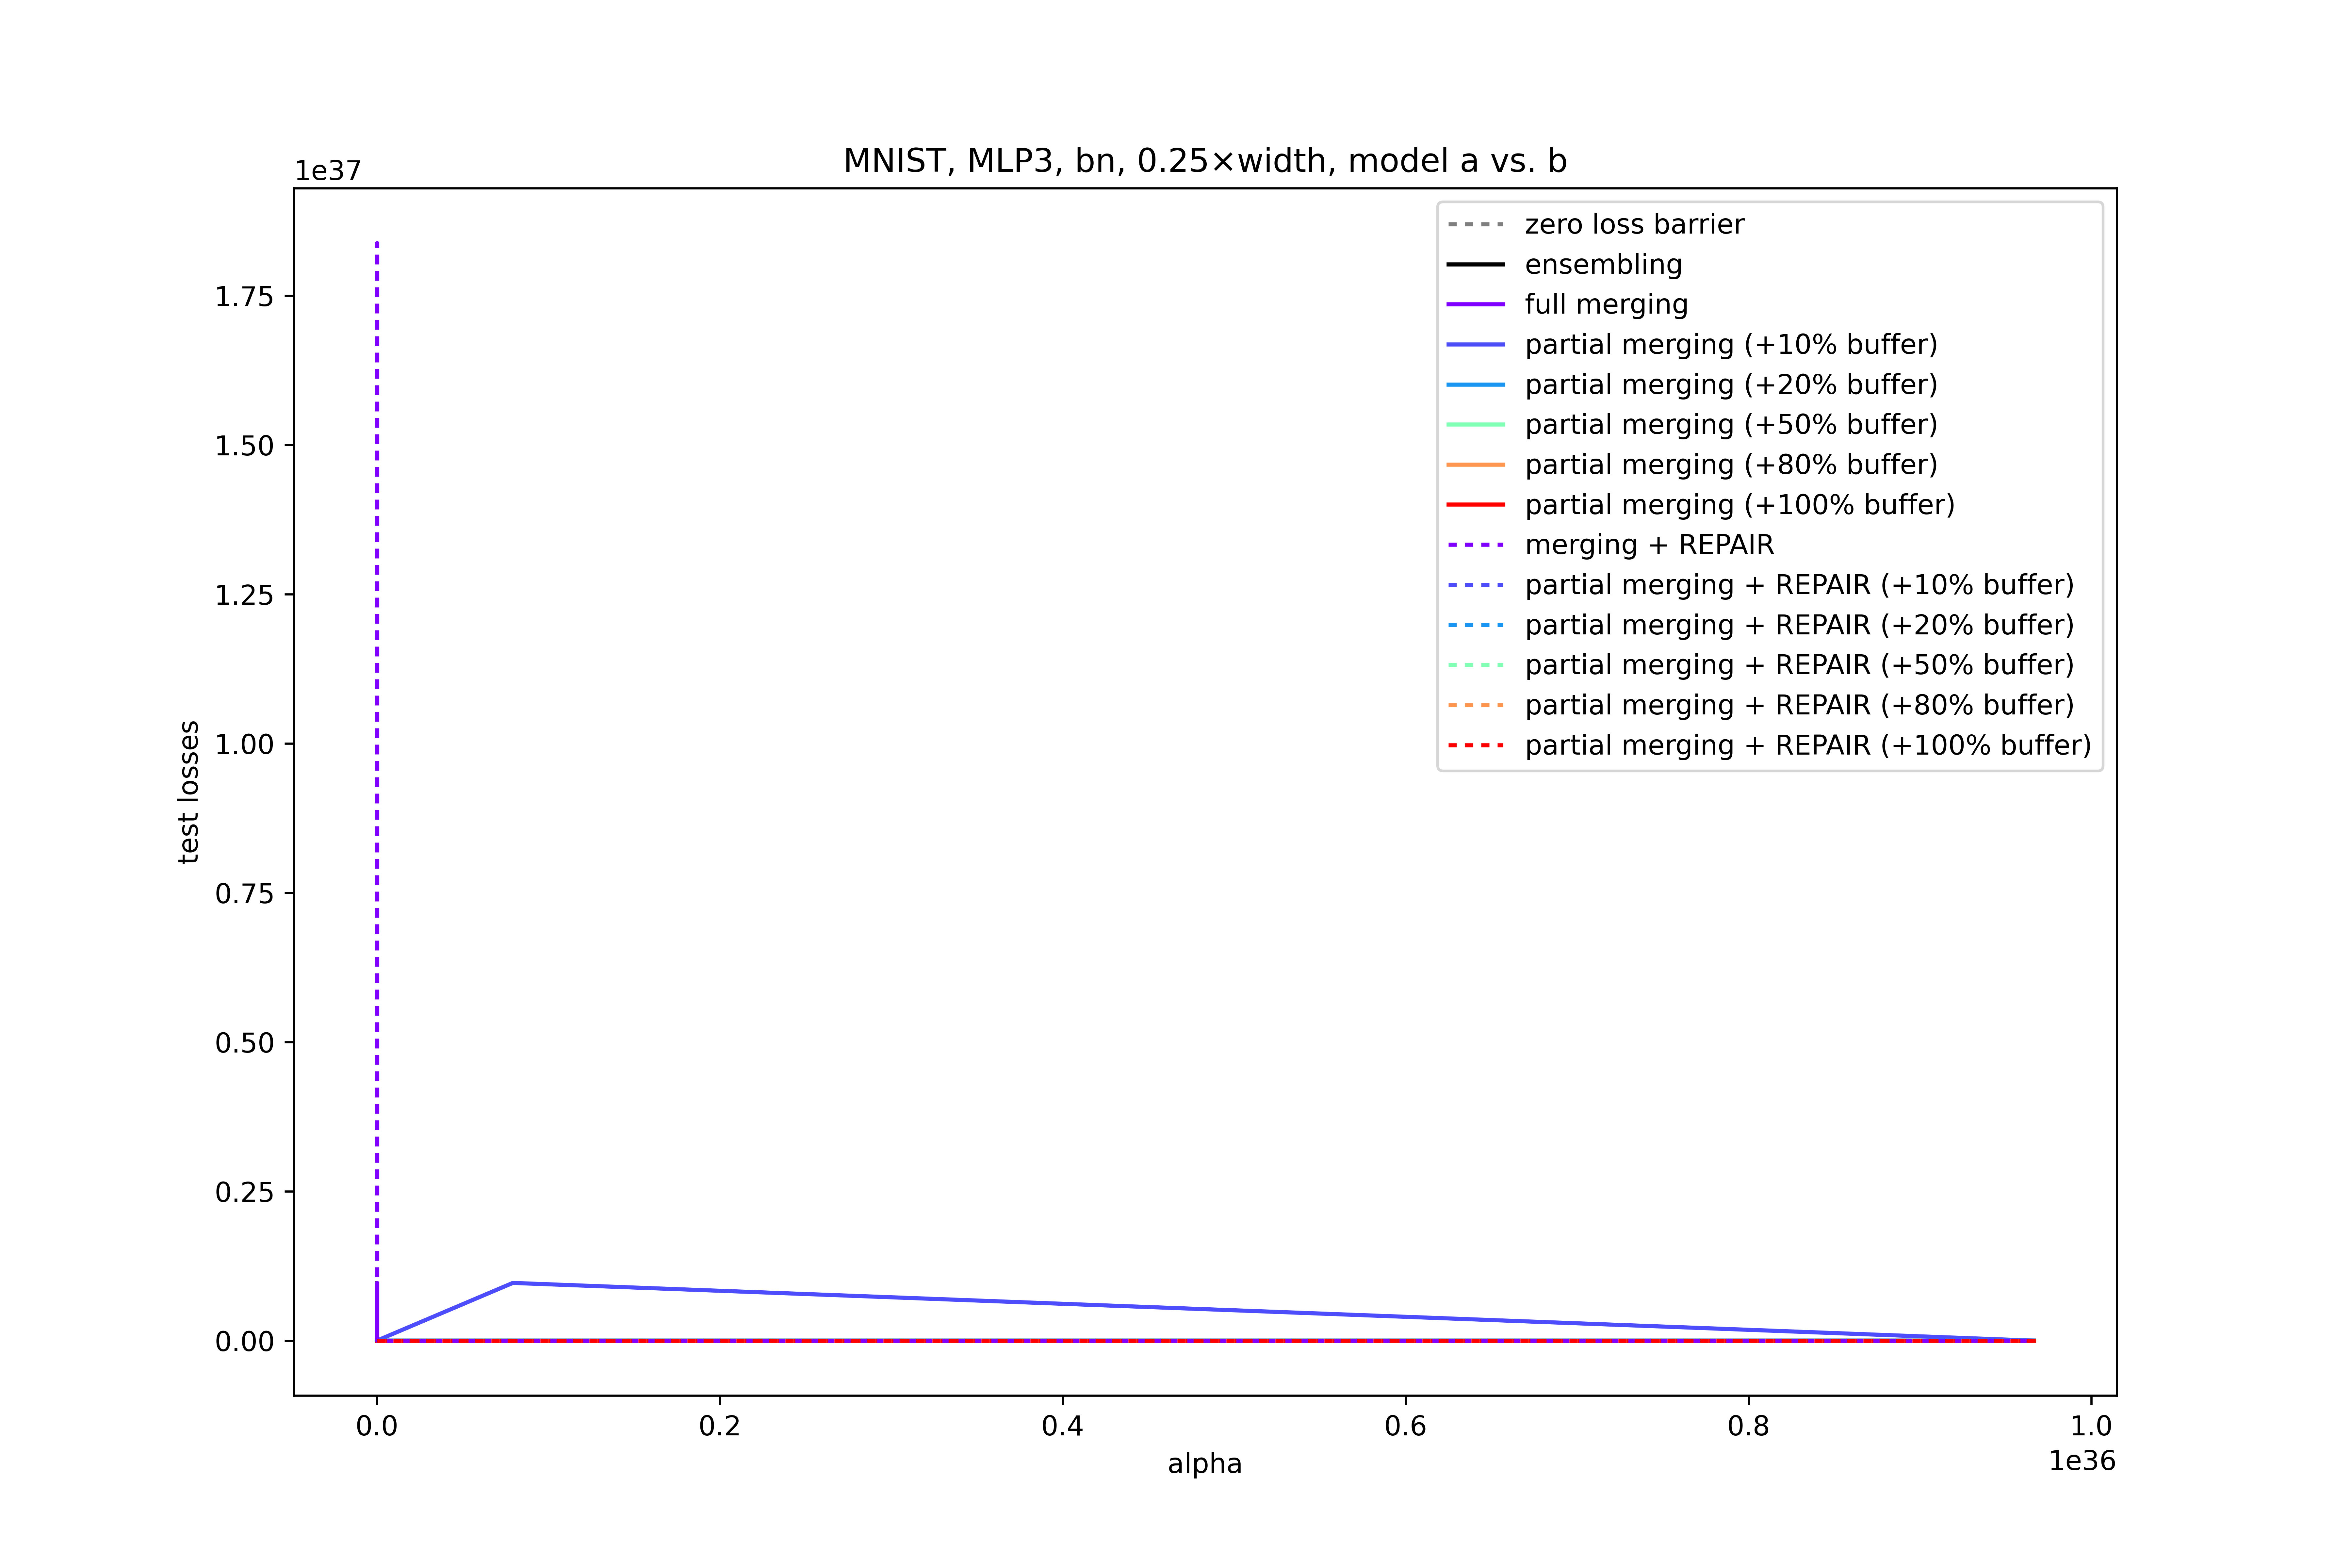 MNIST, MLP3, bn, 0.25×width, model a vs. b
1e37
1.75
1.50
1.25
1.00
0.75
0.50
0.25
0.00
test losses
zero loss barrier
ensembling
full merging
partial merging (+10% buffer)
partial merging (+20% buffer)
partial merging (+50% buffer)
partial merging (+80% buffer)
partial merging (+100% buffer)
merging + REPAIR
partial merging + REPAIR (+10% buffer)
partial merging + REPAIR (+20% buffer)
partial merging + REPAIR (+50% buffer)
partial merging + REPAIR (+80% buffer)
partial merging + REPAIR (+100% buffer)
0.0 0.2 0.4 0.6 0.8 1.0
alpha
1e36